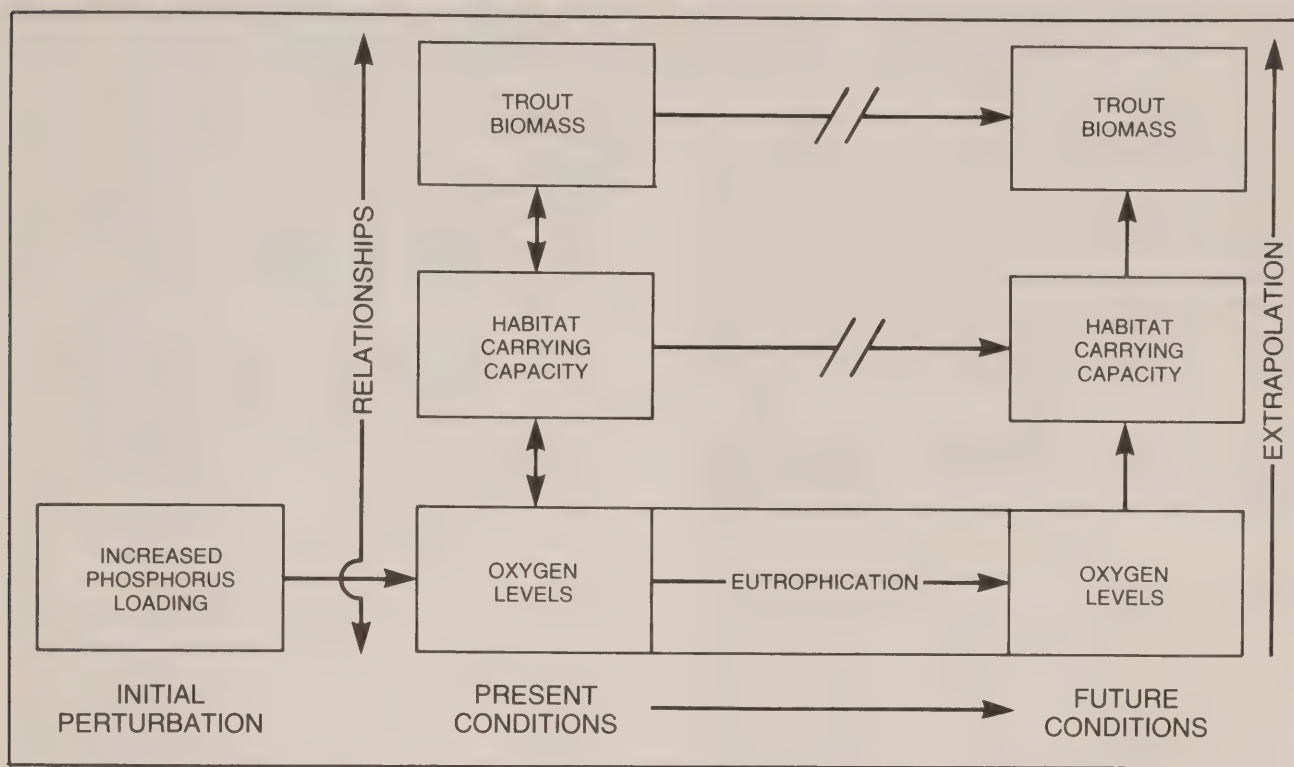 TROUT
BIOMASS
TROUT
BIOMASS
RELATIONSHIPS
HABITAT
CARRYING
CAPACITY
HABITAT
CARRYING
CAPACITY
EXTRAPOLATION
INCREASED
PHOSPHORUS
LOADING
OXYGEN
LEVELS
EUTROPHICATION
OXYGEN
LEVELS
INITIAL
PERTURBATION
PRESENT
CONDITIONS
FUTURE
CONDITIONS